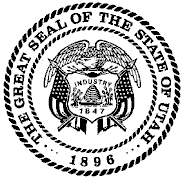 THE GREAT SEAL OF THE STATE OF UTAH
INDUSTRY
1847
1896